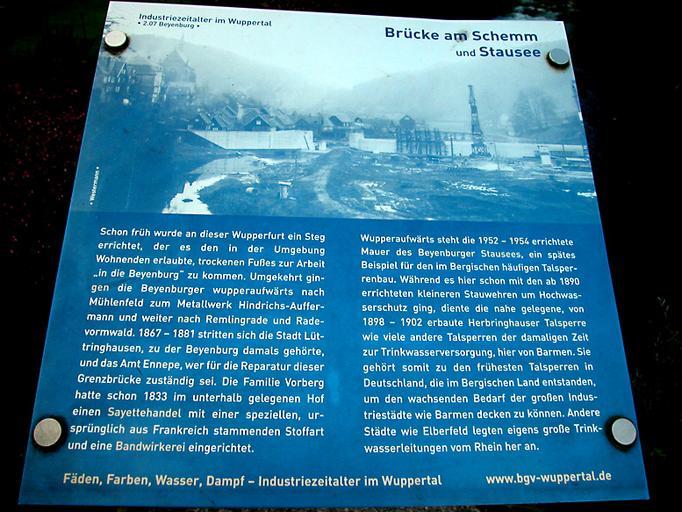 Industriezeitalter im Wuppertal
• 2.07 Beyenburg •
Brücke am Schemm
und Stausee
• Westermann •
Schon früh wurde an dieser Wupperfurt ein Steg
errichtet, der es den in der Umgebung
Wohnenden erlaubte, trockenen Fußes zur Arbeit
„in die Beyenburg" zu kommen. Umgekehrt gin-
gen die Beyenburger wupperaufwärts nach
Mühlenfeld zum Metallwerk Hindrichs-Auffer-
mann und weiter nach Remlingrade und Rade-
vormwald. 1867 – 1881 stritten sich die Stadt Lüt-
tringhausen, zu der Beyenburg damals gehörte,
und das Amt Ennepe, wer für die Reparatur dieser
Grenzbrücke zuständig sei. Die Familie Vorberg
hatte schon 1833 im unterhalb gelegenen Hof
einen Sayettehandel mit einer speziellen, ur-
sprünglich aus Frankreich stammenden Stoffart
und eine Bandwirkerei eingerichtet.
Wupperaufwärts steht die 1952 – 1954 errichtete
Mauer des Beyenburger Stausees, ein spätes
Beispiel für den im Bergischen häufigen Talsper-
renbau. Während es hier schon mit den ab 1890
errichteten kleineren Stauwehren um Hochwas-
serschutz ging, diente die nahe gelegene, von
1898 – 1902 erbaute Herbringhauser Talsperre
wie viele andere Talsperren der damaligen Zeit
zur Trinkwasserversorgung, hier von Barmen. Sie
gehört somit zu den frühesten Talsperren in
Deutschland, die im Bergischen Land entstanden,
um den wachsenden Bedarf der großen Indus-
triestädte wie Barmen decken zu können. Andere
Städte wie Elberfeld legten eigens große Trink-
wasserleitungen vom Rhein her an.
Fäden, Farben, Wasser, Dampf – Industriezeitalter im Wuppertal
www.bgv-wuppertal.de